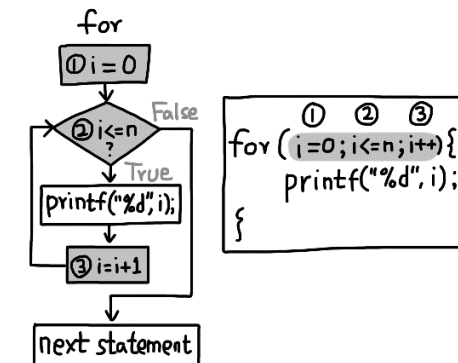 for
①i=0
②i<=n
?
False
True
printf("%d",i);
③i=i+1
next statement
① ② ③
for(i=0;i<=n;i++){
printf("%d",i);
{